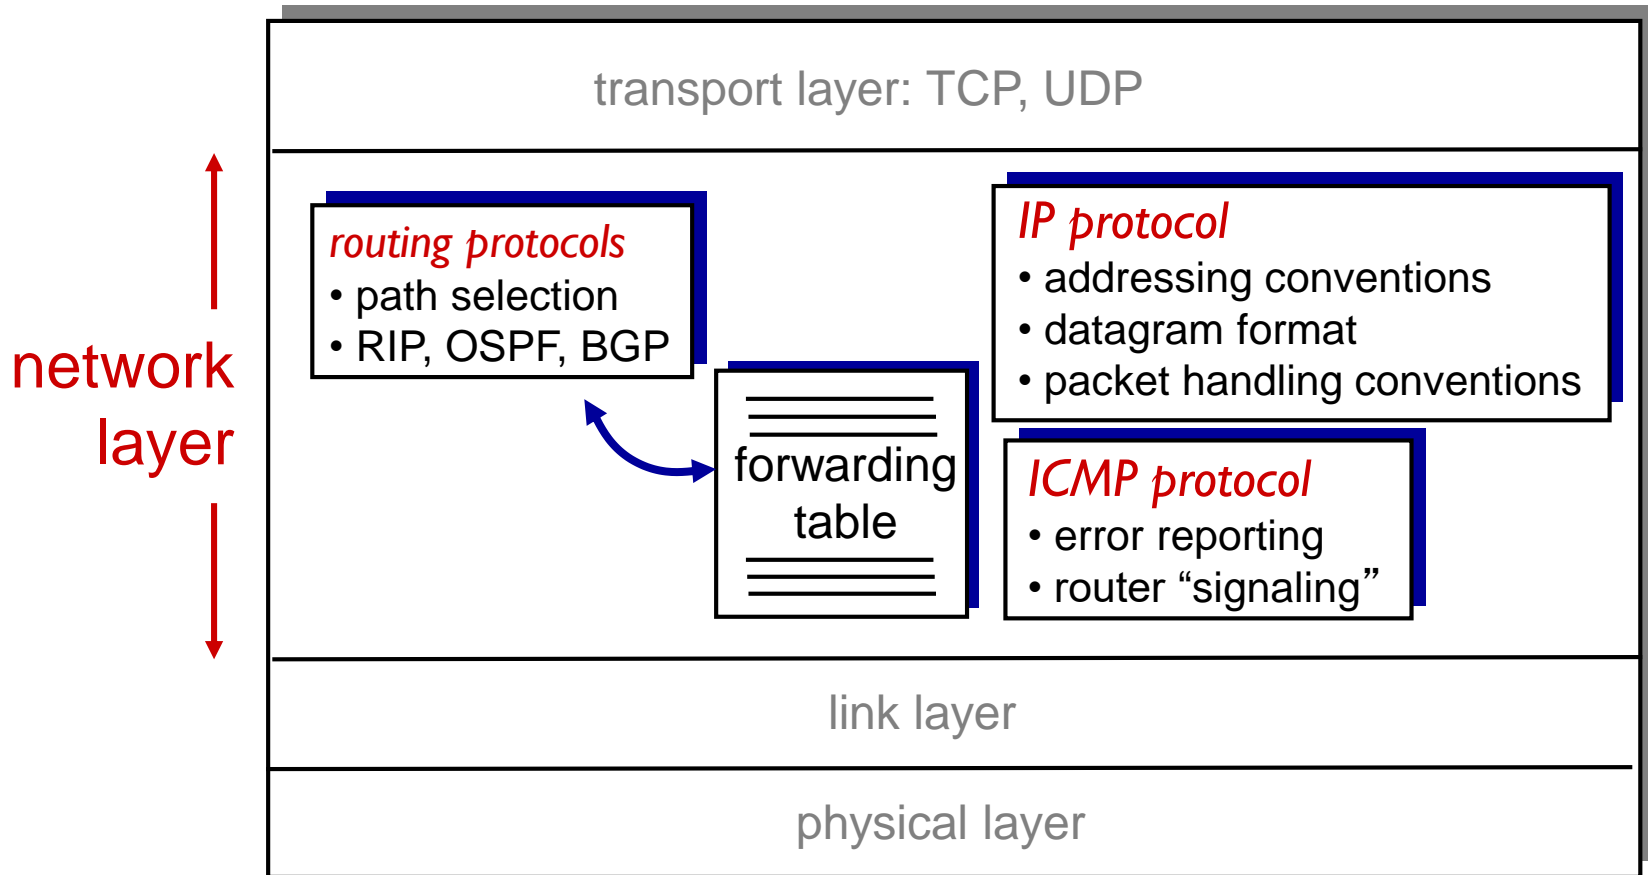 transport layer: TCP, UDP
network
layer
routing protocols
• path selection
• RIP, OSPF, BGP
forwarding
table
IP protocol
• addressing conventions
• datagram format
• packet handling conventions
ICMP protocol
• error reporting
• router “signaling”
link layer
physical layer